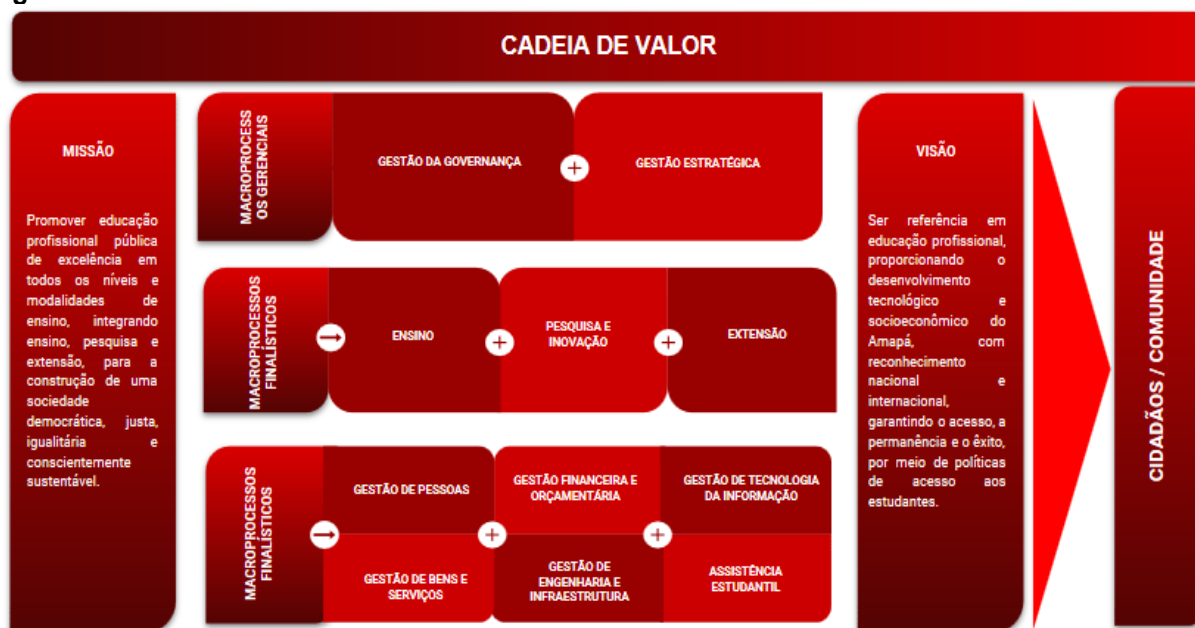 CADEIA DE VALOR
MISSÃO
Promover educação
profissional pública
de excelência em
todos os níveis e
modalidades de
ensino, integrando
ensino, pesquisa e
extensão, para a
construção de uma
sociedade
democrática, justa,
igualitária e
conscientemente
sustentável.
MACROPROCESS
OS GERENCIAIS
GESTÃO DA GOVERNANÇA
+
GESTÃO ESTRATÉGICA
MACROPROCESSOS
FINALÍSTICOS
ENSINO
+
PESQUISA E
INOVAÇÃO
+
EXTENSÃO
MACROPROCESSOS
FINALÍSTICOS
GESTÃO DE PESSOAS
GESTÃO FINANCEIRA E
ORÇAMENTÁRIA
GESTÃO DE TECNOLOGIA
DA INFORMAÇÃO
+
+
GESTÃO DE BENS E
SERVIÇOS
GESTÃO DE
ENGENHARIA E
INFRAESTRUTURA
ASSISTÊNCIA
ESTUDANTIL
VISÃO
Ser referência em
educação profissional,
proporcionando o
desenvolvimento
tecnológico e
socioeconômico do
Amapá, com
reconhecimento
nacional e
internacional,
garantindo o acesso, a
permanência e o êxito,
por meio de políticas
de acesso aos
estudantes.
CIDADÃOS / COMUNIDADE